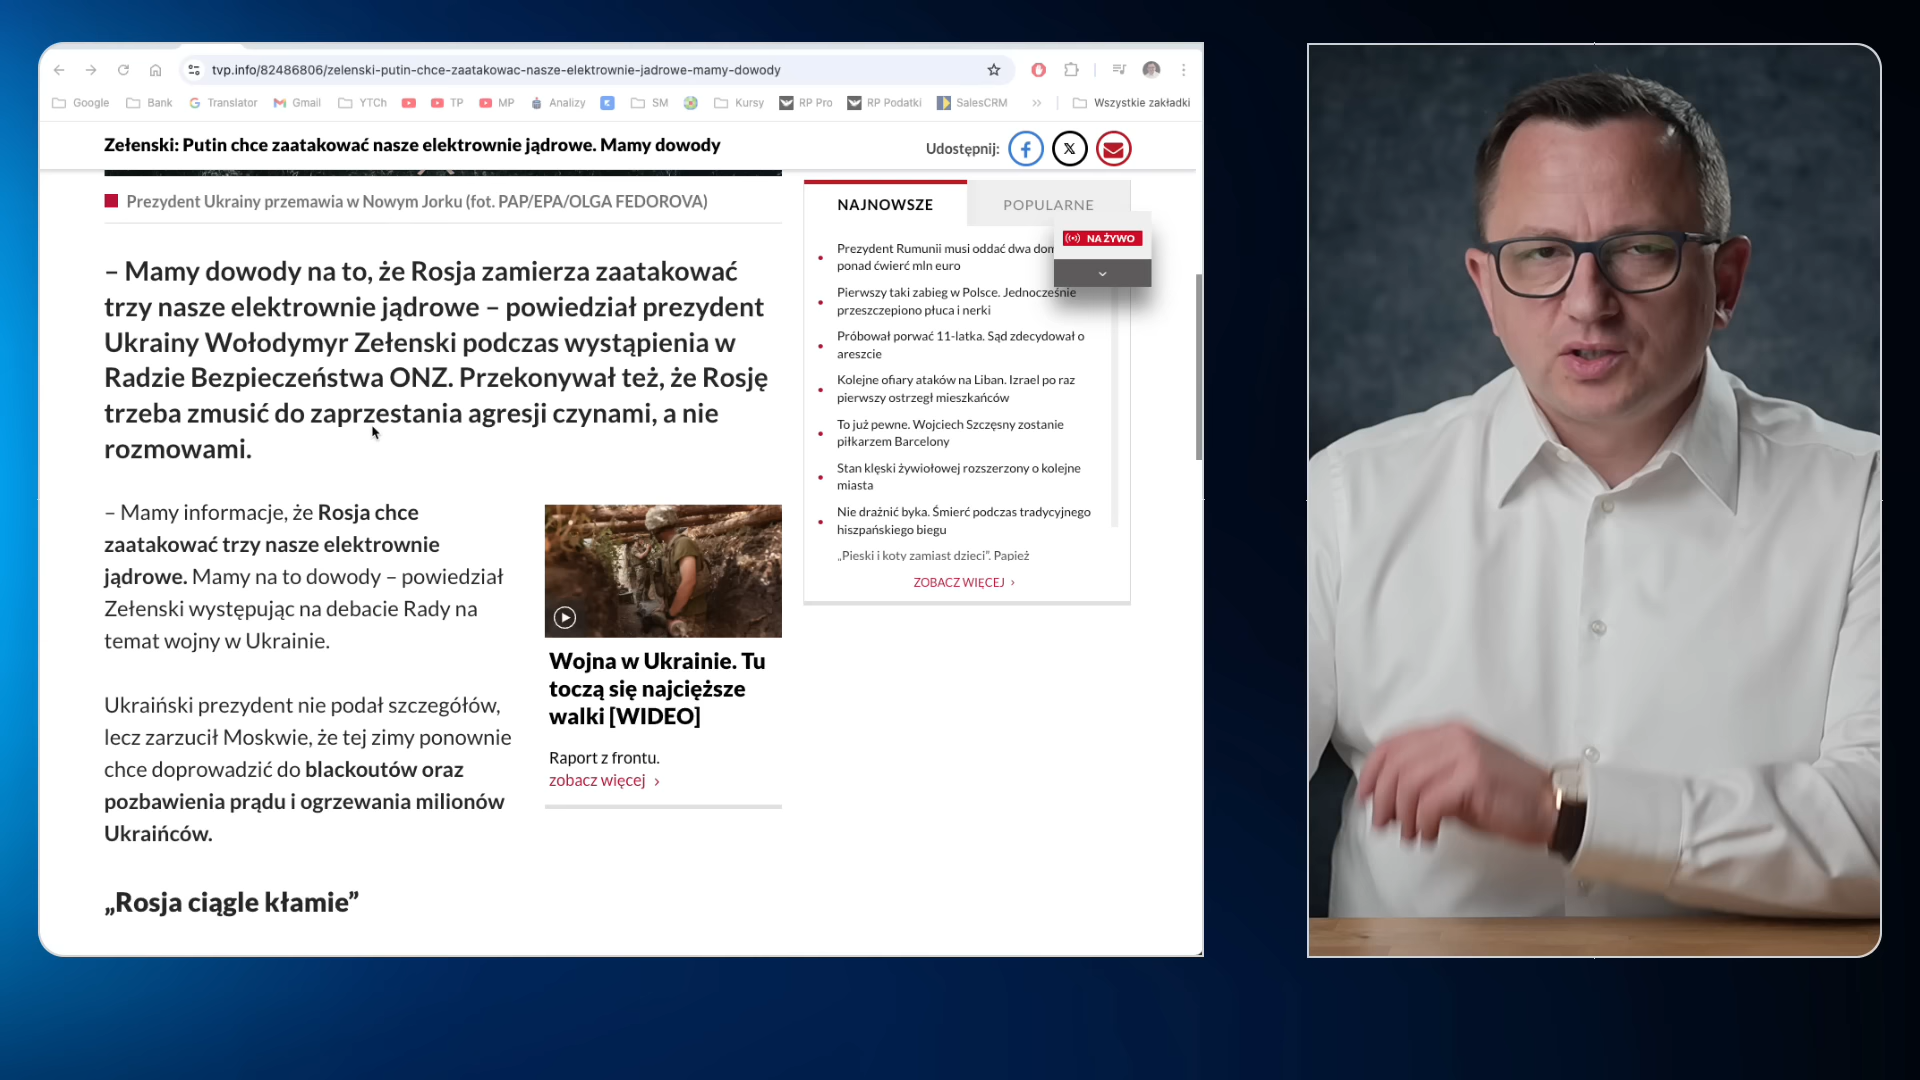 tvp.info/82486806/zelenski-putin-chce-zaatakowac-nasze-elektrownie-jadrowe-mamy-dowody
Google Bank Translator Gmail YTCh TP MP Analizy SM Kursy RP Pro RP Podatki SalesCRM Wszystkie zakładki
Zełenski: Putin chce zaatakować nasze elektrownie jądrowe. Mamy dowody
Udostępnij:
Prezydent Ukrainy przemawia w Nowym Jorku (fot. PAP/EPA/OLGA FEDOROVA)
– Mamy dowody na to, że Rosja zamierza zaatakować
trzy nasze elektrownie jądrowe – powiedział prezydent
Ukrainy Wołodymyr Zełenski podczas wystąpienia w
Radzie Bezpieczeństwa ONZ. Przekonywał też, że Rosję
trzeba zmusić do zaprzestania agresji czynami, a nie
rozmowami.
– Mamy informacje, że Rosja chce
zaatakować trzy nasze elektrownie
jądrowe. Mamy na to dowody – powiedział
Zełenski występując na debacie Rady na
temat wojny w Ukrainie.
Ukraiński prezydent nie podał szczegółów,
lecz zarzucił Moskwie, że tej zimy ponownie
chce doprowadzić do blackoutów oraz
pozbawienia prądu i ogrzewania milionów
Ukraińców.
„Rosja ciągle kłamie”
Wojna w Ukrainie. Tu
toczą się najcięższe
walki [WIDEO]
Raport z frontu.
zobacz więcej ›
NAJNOWSZE
POPULARNE
NA ŻYWO
Prezydent Rumunii musi oddać dwa
ponad ćwierć mln euro
Pierwszy taki zabieg w Polsce. Jednocześnie
przeszczepiono płuca i nerki
Próbował porwać 11-latka. Sąd zdecydował o
areszcie
Kolejne ofiary ataków na Liban. Izrael po raz
pierwszy ostrzegł mieszkańców
To już pewne. Wojciech Szczęsny zostanie
piłkarzem Barcelony
Stan klęski żywiołowej rozszerzono o kolejne
miasta
Nie drażnić byka. Śmierć podczas tradycyjnego
hiszpańskiego biegu
„Pieski i koty zamiast dzieci”. Papież
ZOBACZ WIĘCEJ ›